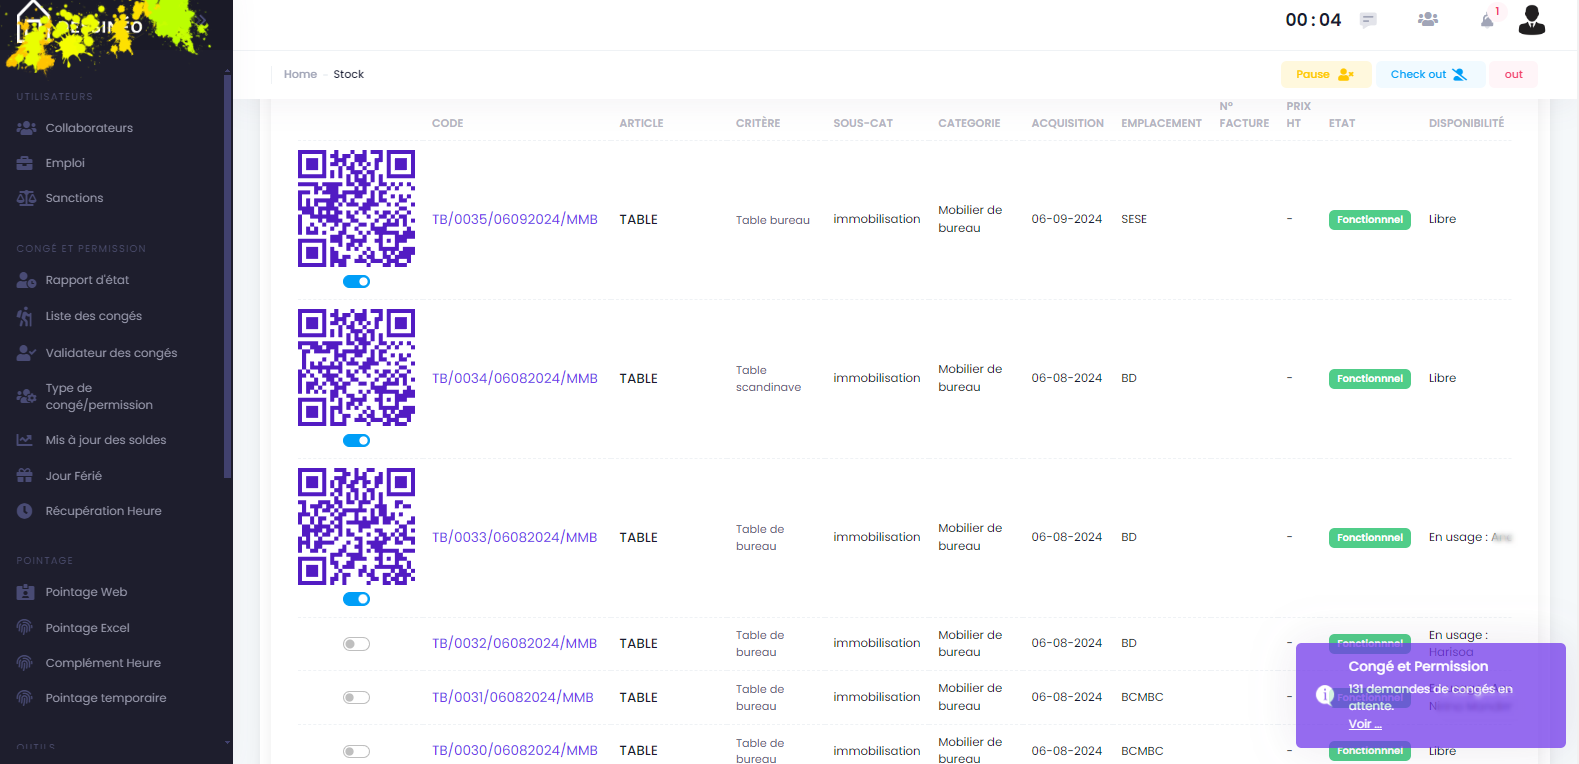 00 : 04
1
Home - Stock
Pause
Check out
out
UTILISATEURS
Collaborateurs
Emploi
Sanctions
CONGÉ ET PERMISSION
Rapport d'état
Liste des congés
Validateur des congés
Type de
congé/permission
Mis à jour des soldes
Jour Férié
Récupération Heure
POINTAGE
Pointage Web
Pointage Excel
Complément Heure
Pointage temporaire
OUTILS
CODE ARTICLE CRITÈRE SOUS-CAT CATEGORIE ACQUISITION EMPLACEMENT N° FACTURE PRIX HT ETAT DISPONIBILITÉ
TB/0035/06092024/MMB TABLE Table bureau immobilisation Mobilier de bureau 06-09-2024 SESE - Fonctionnnel Libre
TB/0034/06082024/MMB TABLE Table scandinave immobilisation Mobilier de bureau 06-08-2024 BD - Fonctionnnel Libre
TB/0033/06082024/MMB TABLE Table de bureau immobilisation Mobilier de bureau 06-08-2024 BD - Fonctionnnel En usage :
TB/0032/06082024/MMB TABLE Table de bureau immobilisation Mobilier de bureau 06-08-2024 BD - Fonctionnnel En usage : Harisoa
TB/0031/06082024/MMB TABLE Table de bureau immobilisation Mobilier de bureau 06-08-2024 BCMBC - Fonctionnnel
TB/0030/06082024/MMB TABLE Table de bureau immobilisation Mobilier de bureau 06-08-2024 BCMBC - Fonctionnnel Libre
Congé et Permission
131 demandes de congés en
attente.
Voir ...